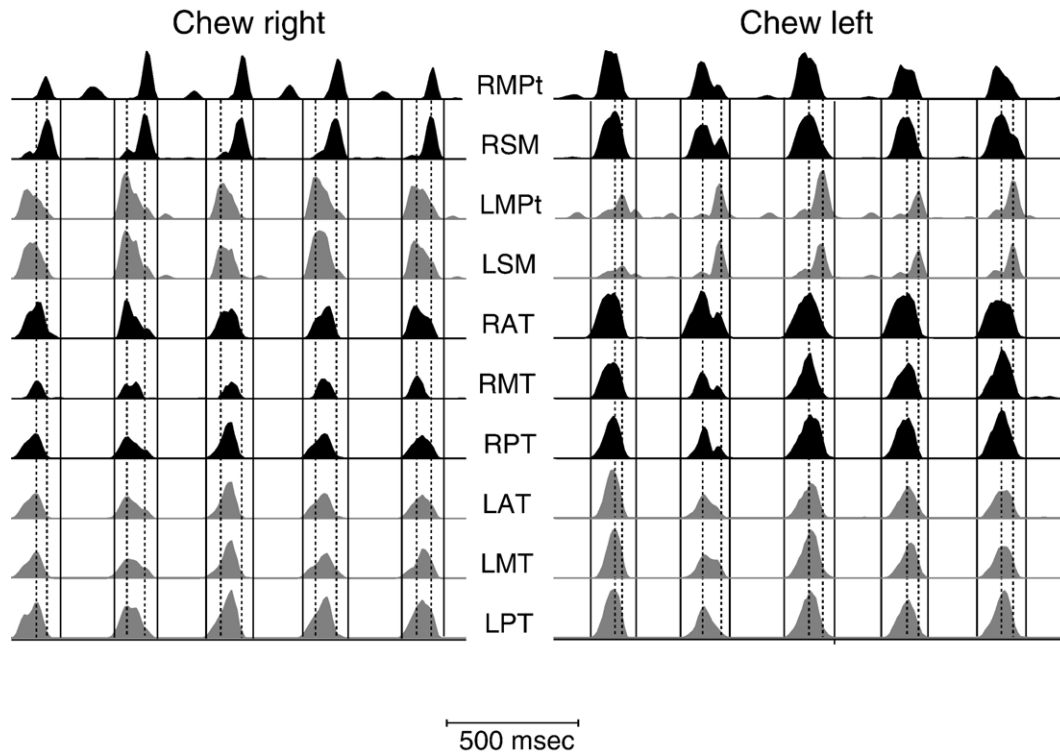 Chew right
Chew left
RMPt
RSM
LMPt
LSM
RAT
RMT
RPT
LAT
LMT
LPT
500 msec